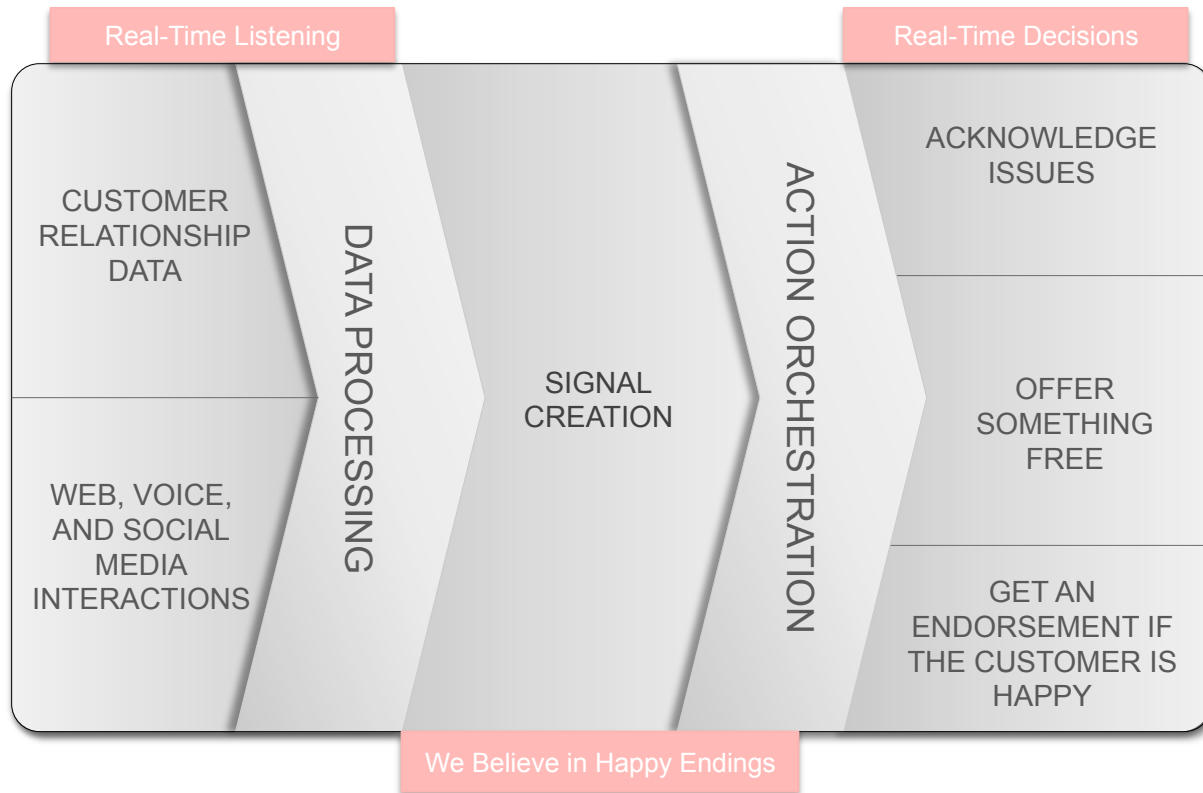 Real-Time Listening
Real-Time Decisions
CUSTOMER
RELATIONSHIP
DATA
WEB, VOICE,
AND SOCIAL
MEDIA
INTERACTIONS
DATA PROCESSING
SIGNAL
CREATION
ACTION ORCHESTRATION
ACKNOWLEDGE
ISSUES
OFFER
SOMETHING
FREE
GET AN
ENDORSEMENT IF
THE CUSTOMER IS
HAPPY
We Believe in Happy Endings